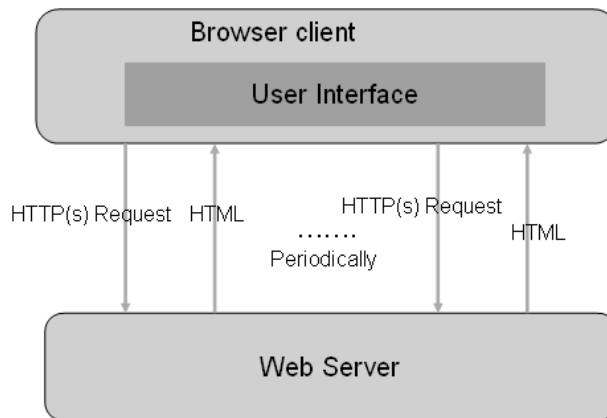 Browser client
User Interface
HTTP(s) Request
HTML
.......
Periodically
HTTP(s) Request
HTML
Web Server